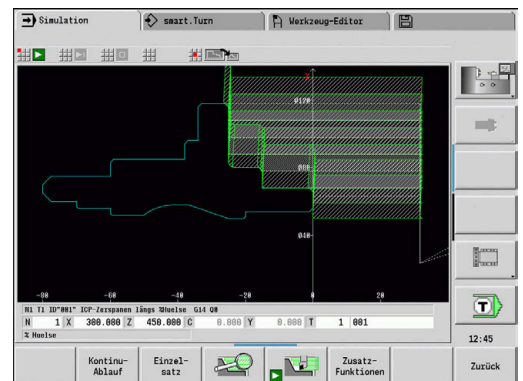 Simulation smart.Turn Werkzeug-Editor
X
Ø120
Ø80
Ø40
-80 -60 -40 -20 0 20
N1 T1 ID"001" ICP-Zerspanen längs %Huelse G14 Q0
N 1 X 300.000 Z 450.000 C 0.000 Y 0.000 T 1 001
% Huelse
T
12:45
Kontinu-Ablauf Einzel-satz Zusatz-Funktionen Zurück